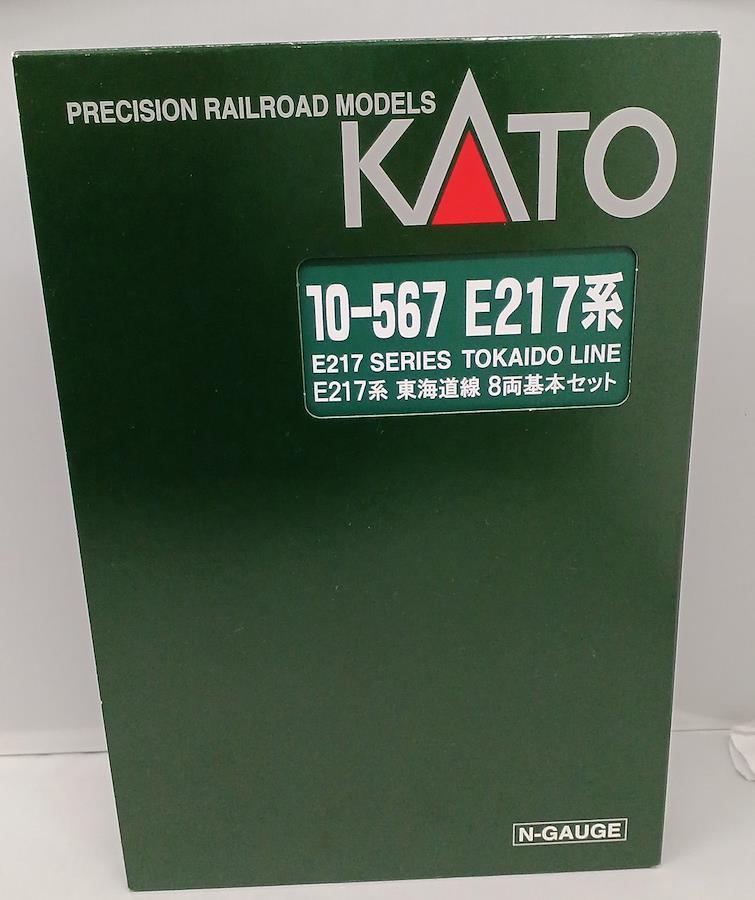 PRECISION RAILROAD MODELS
KATO
10-567 E217系
E217 SERIES TOKAIDO LINE
E217系 東海道線 8両基本セット
N-GAUGE